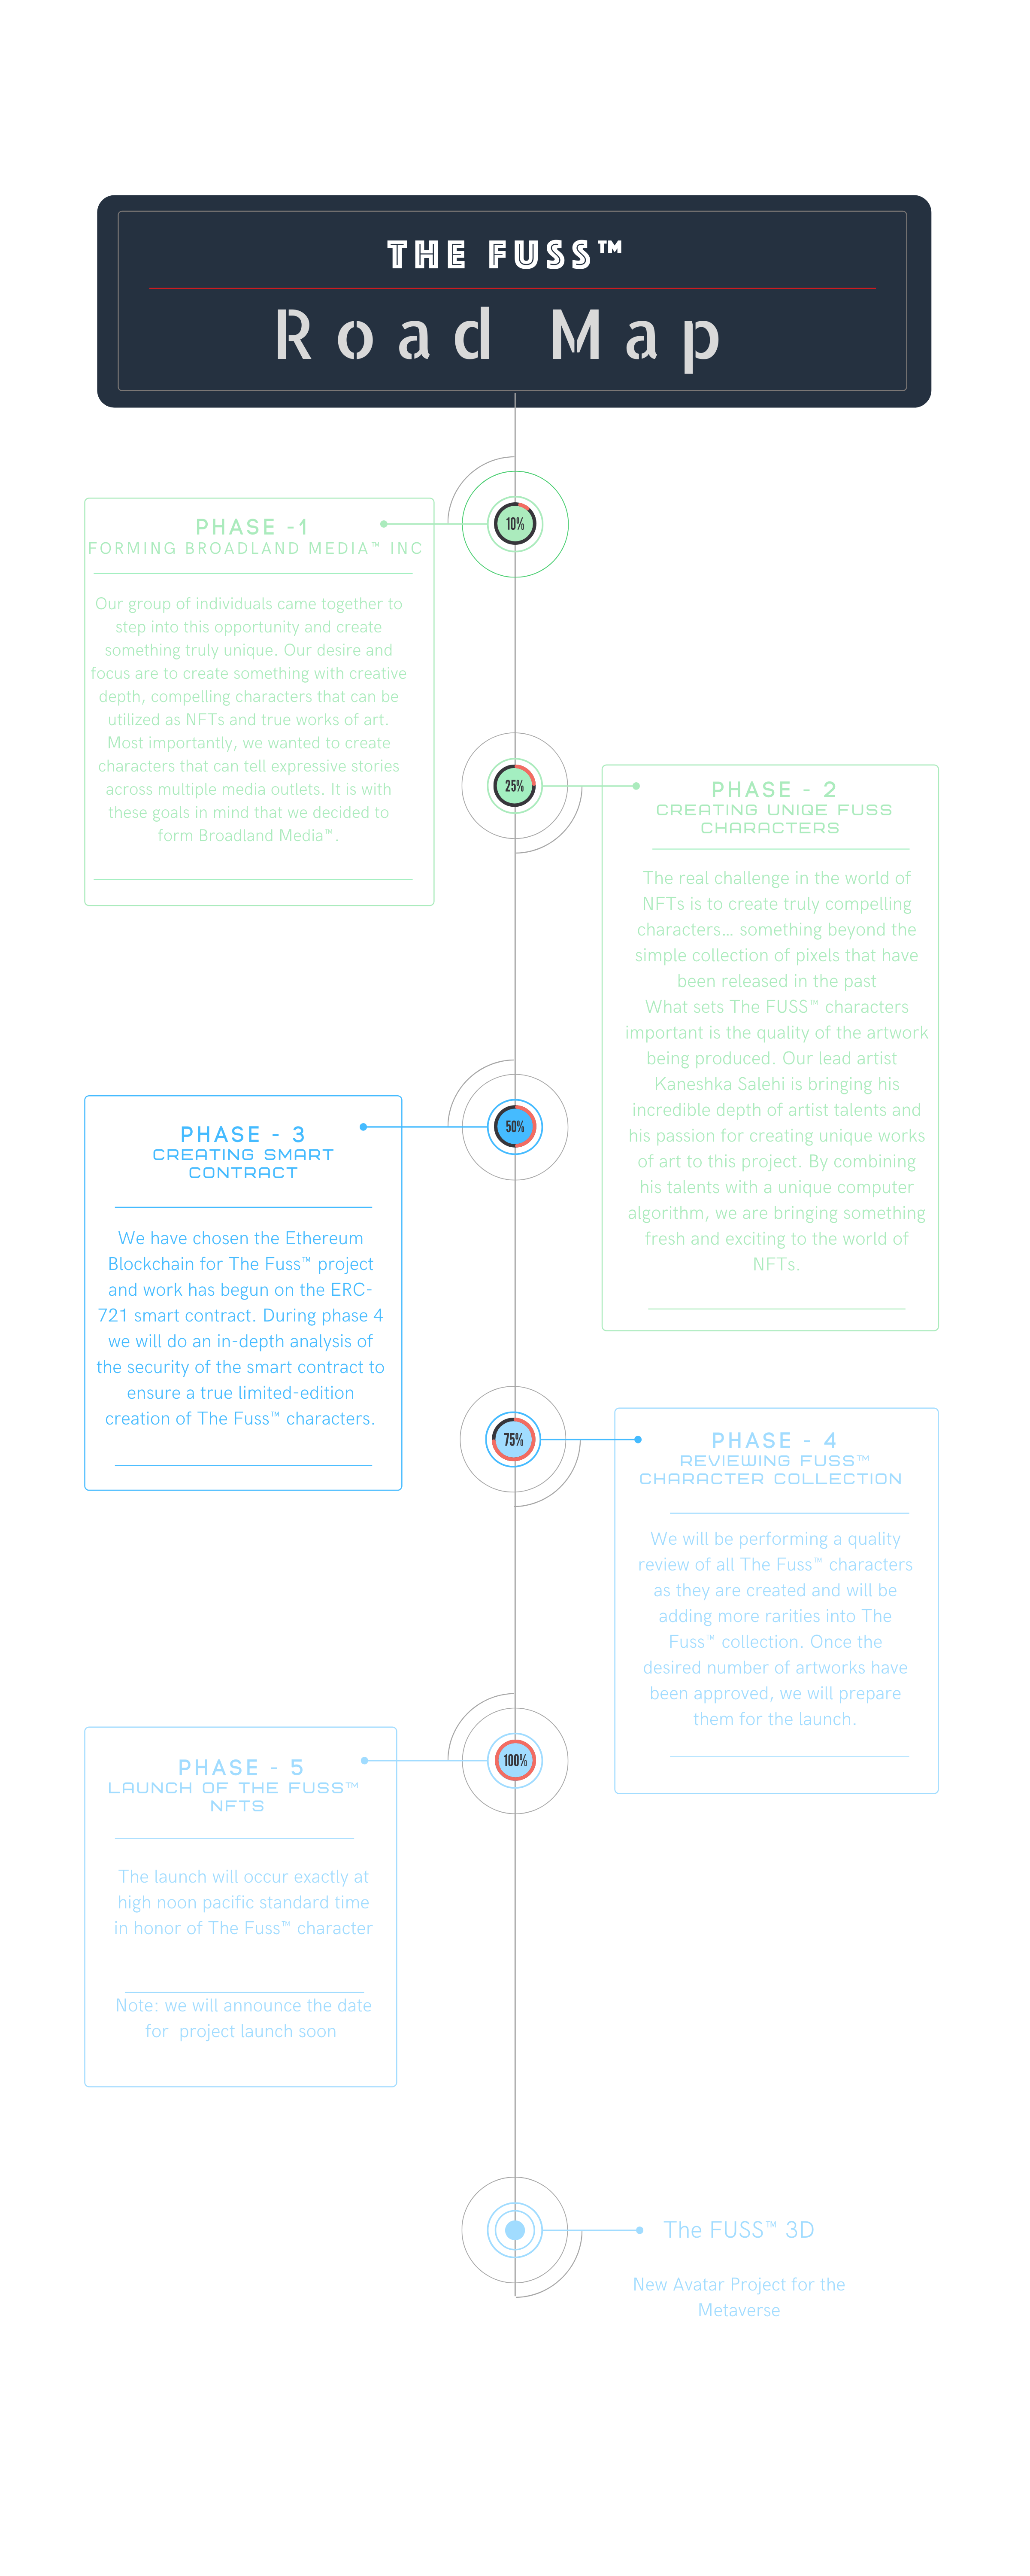 THE FUSS™
Road Map
10%
PHASE -1
FORMING BROADLAND MEDIA™ INC
Our group of individuals came together to
step into this opportunity and create
something truly unique. Our desire and
focus are to create something with creative
depth, compelling characters that can be
utilized as NFTs and true works of art.
Most importantly, we wanted to create
characters that can tell expressive stories
across multiple media outlets. It is with
these goals in mind that we decided to
form Broadland Media™.
25%
PHASE - 2
CREATING UNIQE FUSS
CHARACTERS
The real challenge in the world of
NFTs is to create truly compelling
characters... something beyond the
simple collection of pixels that have
been released in the past
What sets The FUSS™ characters
important is the quality of the artwork
being produced. Our lead artist
Kaneshka Salehi is bringing his
incredible depth of artist talents and
his passion for creating unique works
of art to this project. By combining
his talents with a unique computer
algorithm, we are bringing something
fresh and exciting to the world of
NFTs.
50%
PHASE - 3
CREATING SMART
CONTRACT
We have chosen the Ethereum
Blockchain for The Fuss™ project
and work has begun on the ERC-
721 smart contract. During phase 4
we will do an in-depth analysis of
the security of the smart contract to
ensure a true limited-edition
creation of The Fuss™ characters.
75%
PHASE - 4
REVIEWING FUSS™
CHARACTER COLLECTION
We will be performing a quality
review of all The Fuss™ characters
as they are created and will be
adding more rarities into The
Fuss™ collection. Once the
desired number of artworks have
been approved, we will prepare
them for the launch.
100%
PHASE - 5
LAUNCH OF THE FUSS™
NFTS
The launch will occur exactly at
high noon pacific standard time
in honor of The Fuss™ character
Note: we will announce the date
for project launch soon
The FUSS™ 3D
New Avatar Project for the
Metaverse